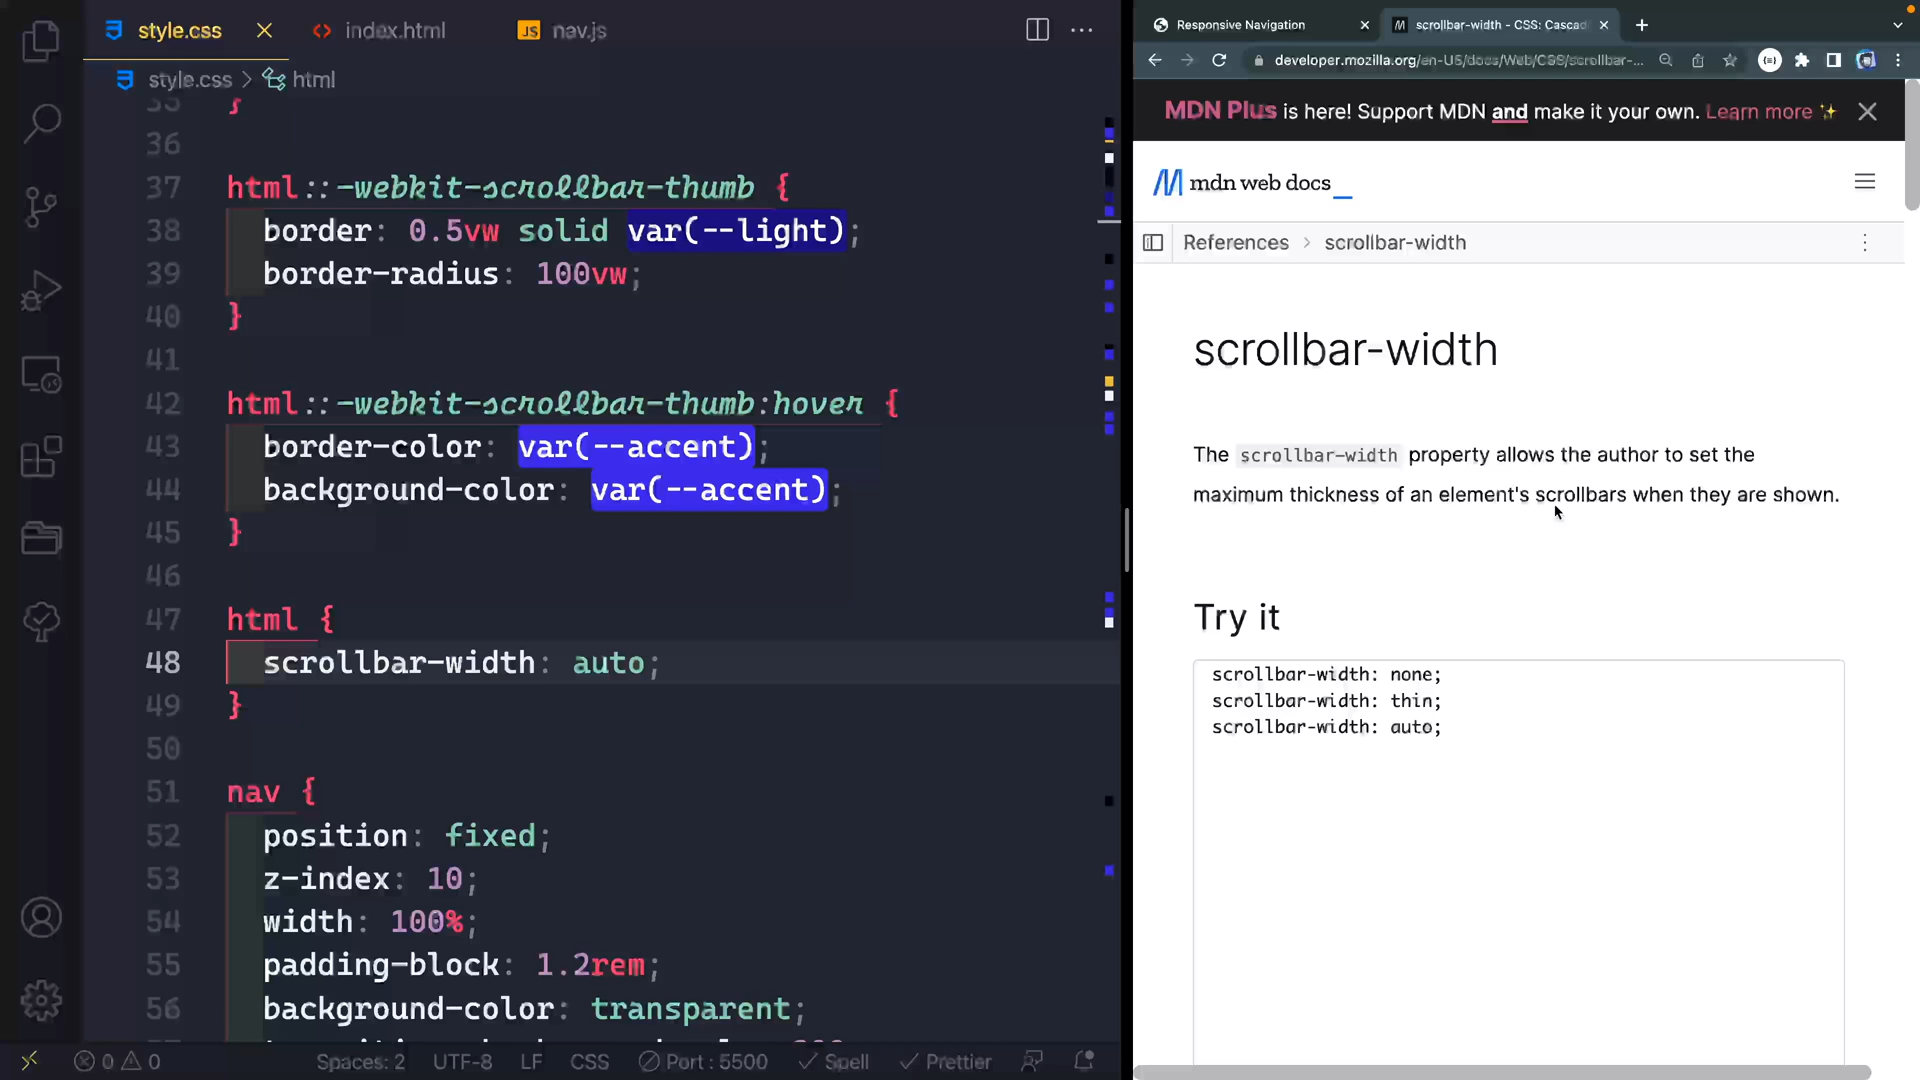 style.css
index.html
JS nav.js
style.css > html
35 }
36
37 html::-webkit-scrollbar-thumb {
38 border: 0.5vw solid var(--light);
39 border-radius: 100vw;
40 }
41
42 html::-webkit-scrollbar-thumb:hover {
43 border-color: var(--accent);
44 background-color: var(--accent);
45 }
46
47 html {
48 scrollbar-width: auto;
49 }
50
51 nav {
52 position: fixed;
53 z-index: 10;
54 width: 100%;
55 padding-block: 1.2rem;
56 background-color: transparent;
0 0
Spaces: 2
UTF-8
LF
CSS
Port : 5500
Spell
Prettier
Responsive Navigation
scrollbar-width - CSS: Cascad
developer.mozilla.org/en-US/docs/Web/CSS/scrollbar-...
MDN Plus is here! Support MDN and make it your own. Learn more ✨
mdn web docs_
References > scrollbar-width
scrollbar-width
The scrollbar-width property allows the author to set the
maximum thickness of an element's scrollbars when they are shown.
Try it
scrollbar-width: none;
scrollbar-width: thin;
scrollbar-width: auto;